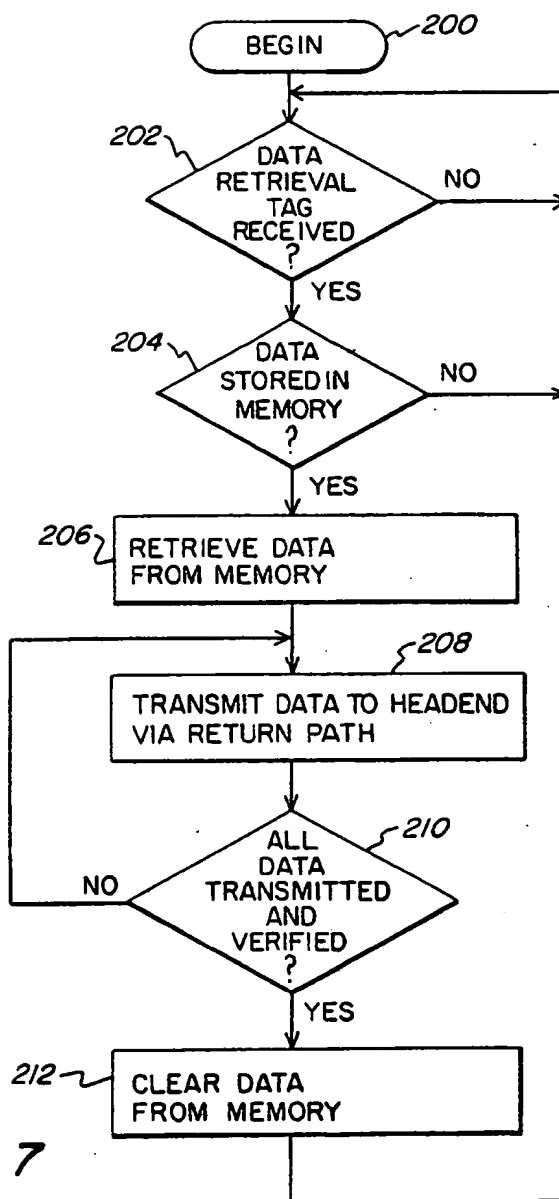 BEGIN
200
202
DATA
RETRIEVAL
TAG
RECEIVED
?
NO
YES
204
DATA
STORED IN
MEMORY
?
NO
YES
206
RETRIEVE DATA
FROM MEMORY
208
TRANSMIT DATA TO HEADEND
VIA RETURN PATH
210
ALL
DATA
TRANSMITTED
AND
VERIFIED
?
NO
YES
212
CLEAR DATA
FROM MEMORY
7